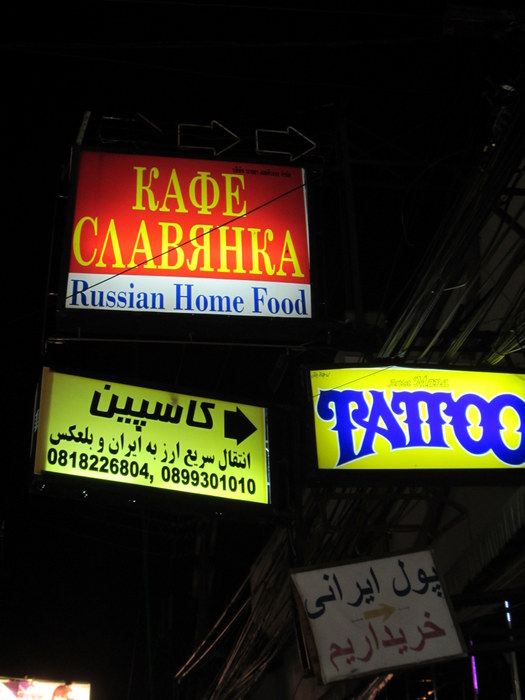 КАФЕ
СЛАВЯНКА
Russian Home Food
کاسپین
انتقال سریع ارز به ایران و بلعکس
0818226804, 0899301010
TATTOO
پول ایرانی
خریداریم